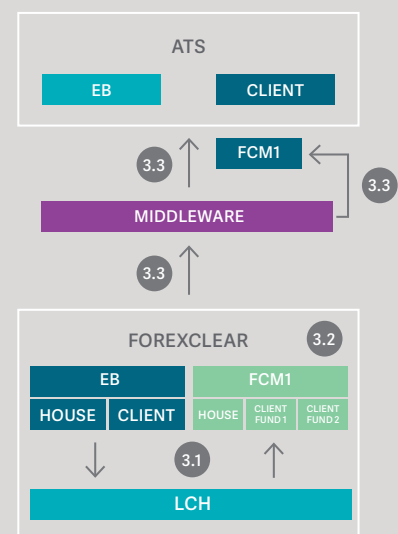 ATS
EB
CLIENT
FCM1
3.3
3.3
MIDDLEWARE
3.3
FOREXCLEAR
3.2
EB
FCM1
HOUSE
CLIENT
HOUSE
CLIENT
FUND 1
CLIENT
FUND 2
3.1
LCH